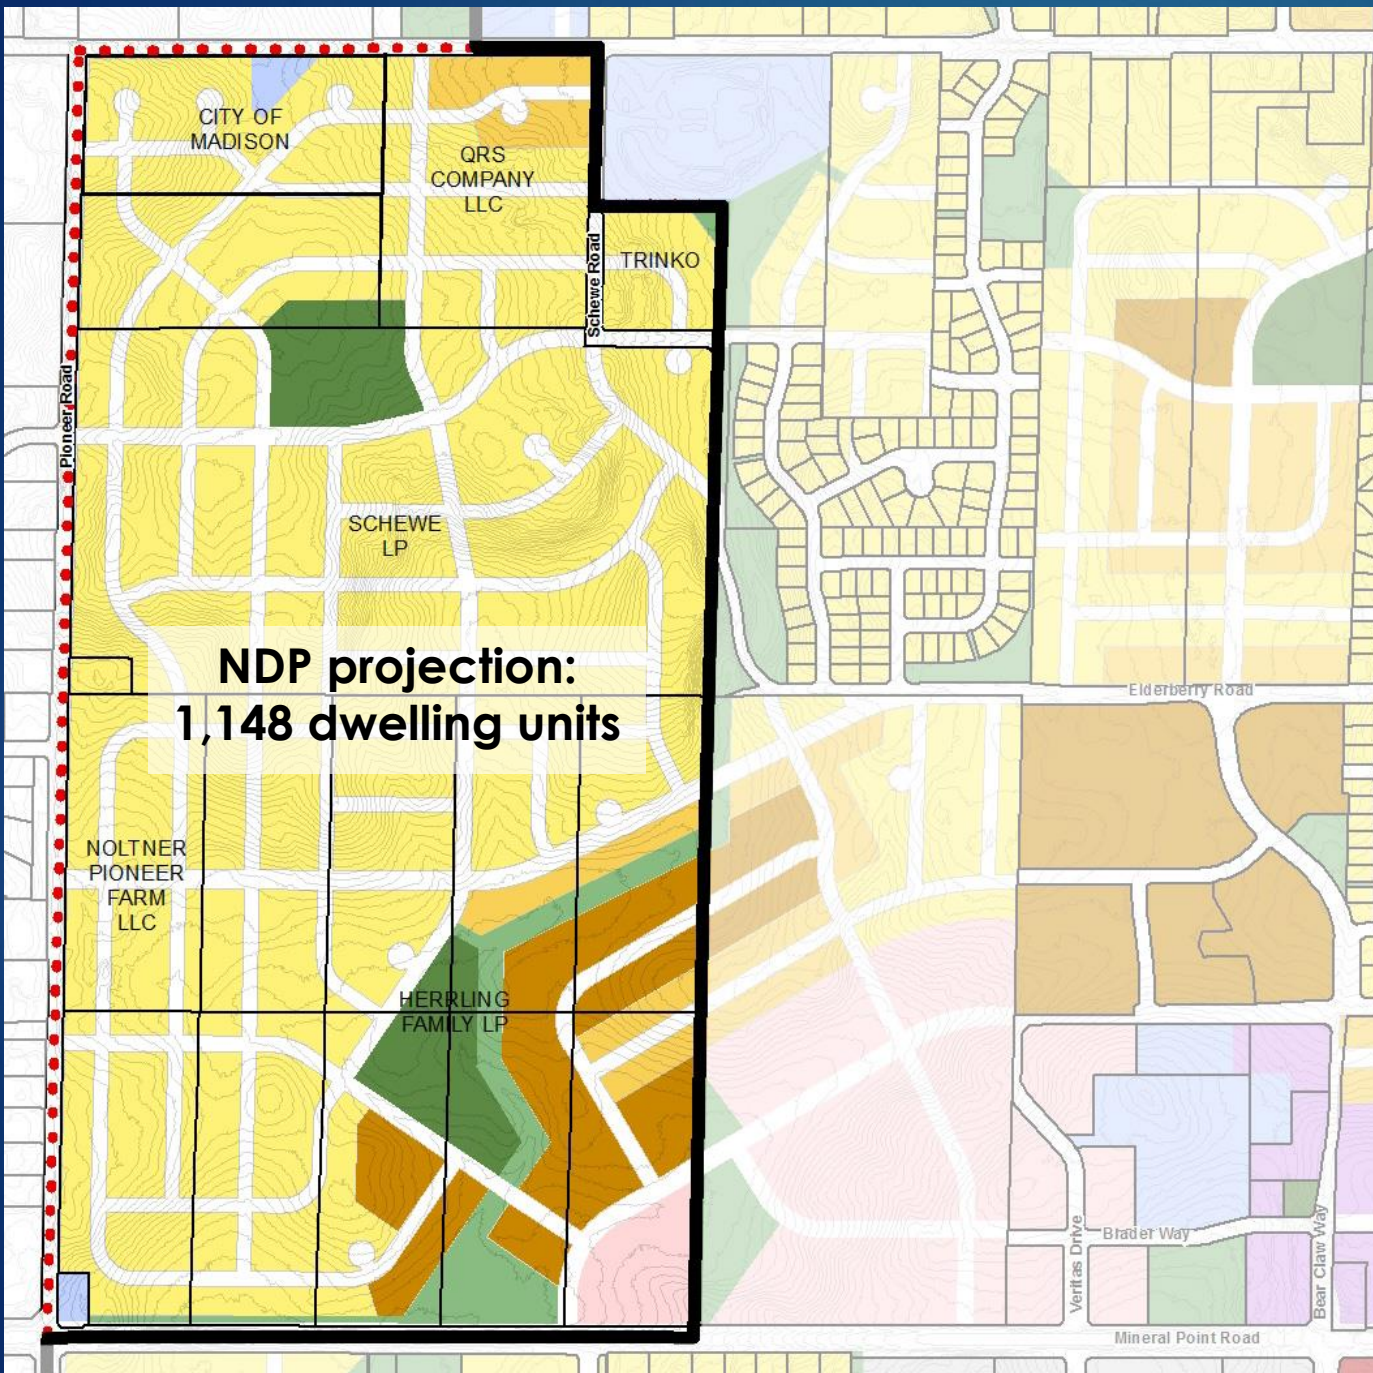 CITY OF
MADISON
QRS
COMPANY
LLC
Schewe Road
TRINKO
Pioneer Road
SCHEWE
LP
NDP projection:
1,148 dwelling units
Elderberry Road
NOLTNER
PIONEER
FARM
LLC
HERRLING
FAMILY LP
Veritas Drive
Brader Way
Bear Claw Way
Mineral Point Road